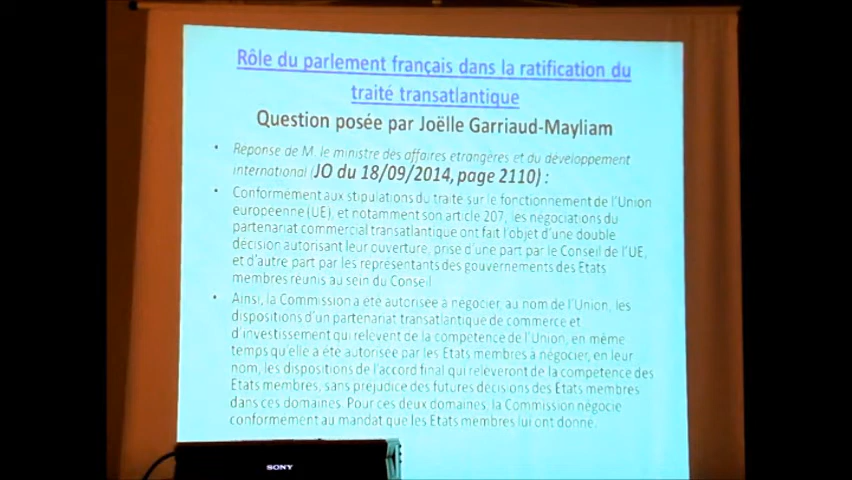 Rôle du parlement français dans la ratification du
traité transatlantique
Question posée par Joëlle Garriaud-Mayliam
• Réponse de M. le ministre des affaires étrangères et du développement
international (JO du 18/09/2014, page 2110) :
• Conformément aux stipulations du traité sur le fonctionnement de l'Union
européenne (UE), et notamment son article 207, les négociations du
partenariat commercial transatlantique ont fait l'objet d'une double
décision autorisant leur ouverture, prise d'une part par le Conseil de l'UE,
et d'autre part par les représentants des gouvernements des États
membres réunis au sein du Conseil.
• Ainsi, la Commission a été autorisée à négocier, au nom de l'Union, les
dispositions d'un partenariat transatlantique de commerce et
d'investissement qui relèvent de la compétence de l'Union, en même
temps qu'elle a été autorisée par les États membres à négocier, en leur
nom, les dispositions de l'accord final qui relèveront de la compétence des
États membres, sans préjudice des futures décisions des États membres
dans ces domaines. Pour ces deux domaines, la Commission négocie
conformément au mandat que les États membres lui ont donné.
SONY